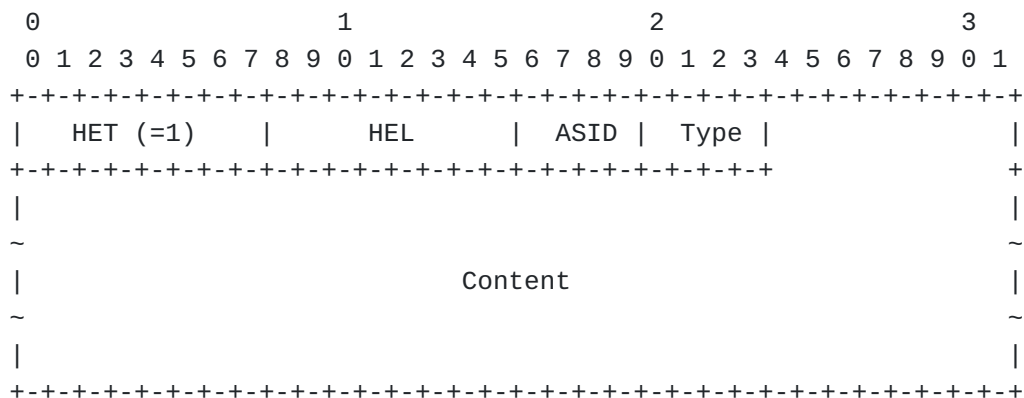 0                   1                   2                   3
 0 1 2 3 4 5 6 7 8 9 0 1 2 3 4 5 6 7 8 9 0 1 2 3 4 5 6 7 8 9 0 1
+-+-+-+-+-+-+-+-+-+-+-+-+-+-+-+-+-+-+-+-+-+-+-+-+-+-+-+-+-+-+-+-+
|   HET (=1)    |      HEL      |  ASID |  Type |               |
+-+-+-+-+-+-+-+-+-+-+-+-+-+-+-+-+-+-+-+-+-+-+-+-+               +
|                                                               |
~                                                               ~
|                            Content                            |
~                                                               ~
|                                                               |
+-+-+-+-+-+-+-+-+-+-+-+-+-+-+-+-+-+-+-+-+-+-+-+-+-+-+-+-+-+-+-+-+